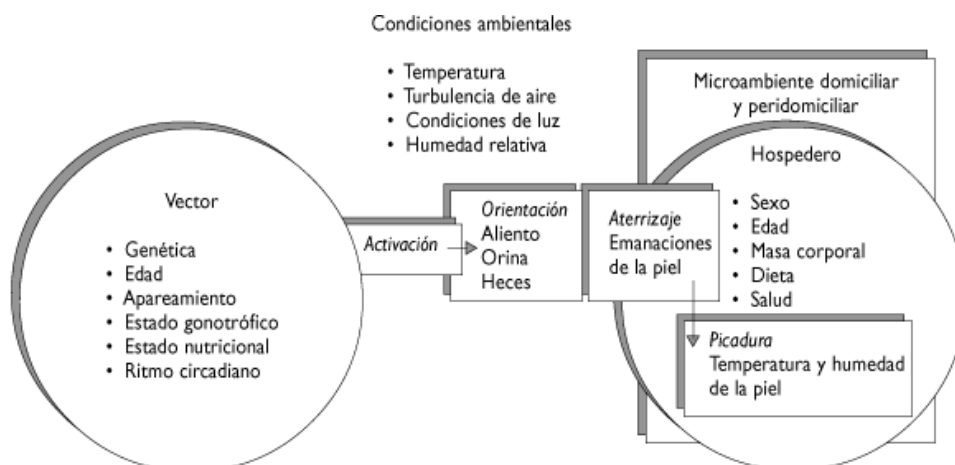 Condiciones ambientales
• Temperatura
• Turbulencia de aire
• Condiciones de luz
• Humedad relativa
Vector
• Genética
• Edad
• Apareamiento
• Estado gonotrófico
• Estado nutricional
• Ritmo circadiano
Activación
Orientación
Aliento
Orina
Heces
Aterrizaje
Emanaciones
de la piel
Microambiente domiciliar
y peridomiciliar
Hospedero
• Sexo
• Edad
• Masa corporal
• Dieta
• Salud
Picadura
Temperatura y humedad
de la piel